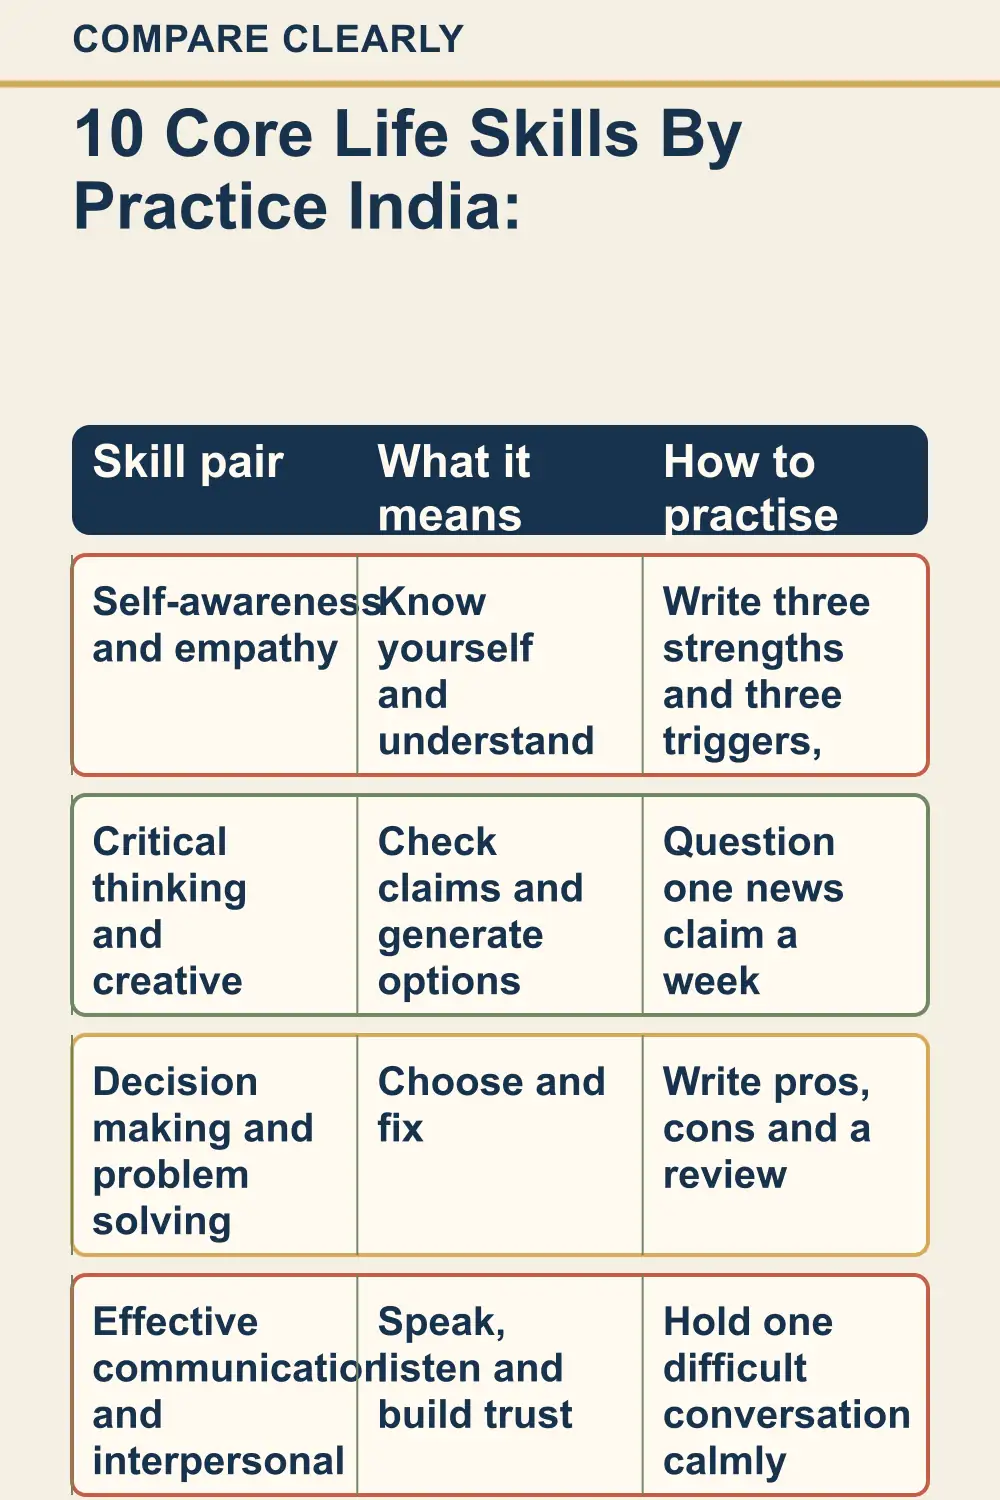 COMPARE CLEARLY
10 Core Life Skills By
Practice India:
Skill pair
What it
means
How to
practise
Self-awareness
and empathy
Know
yourself
and
understand
Write three
strengths
and three
triggers,
Critical
thinking
and
creative
Check
claims and
generate
options
Question
one news
claim a
week
Decision
making and
problem
solving
Choose and
fix
Write pros,
cons and a
review
Effective
communication
and
interpersonal
Speak,
listen and
build trust
Hold one
difficult
conversation
calmly